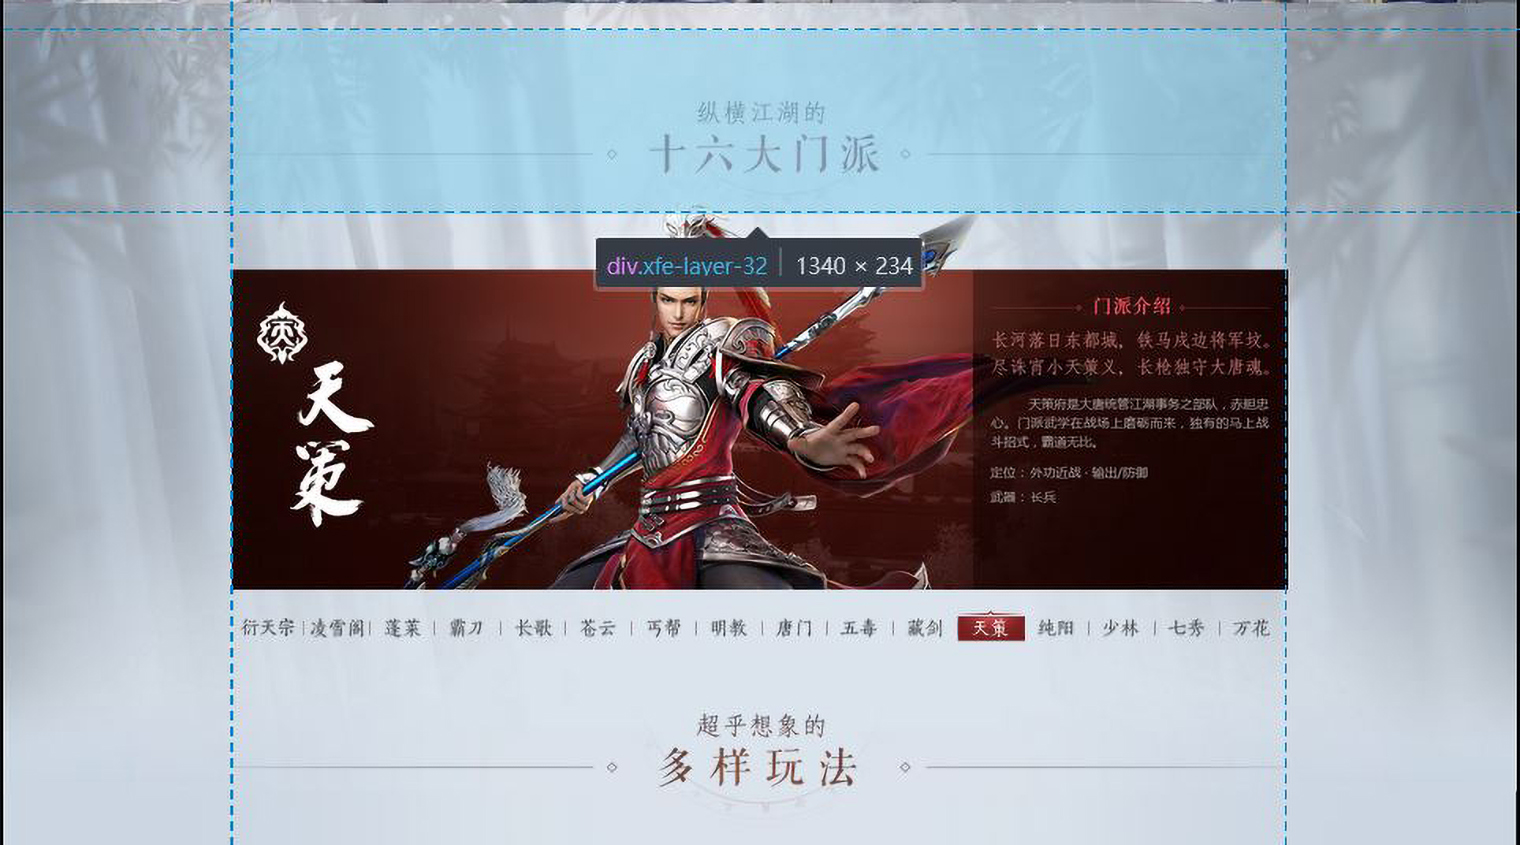 纵横江湖的
十六大门派
div.xfe-layer-32 1340 × 234
天策
门派介绍
长河落日东都城，铁马戍边将军坟。
尽诛宵小天策义，长枪独守大唐魂。
天策府是大唐统管江湖事务之部队，赤胆忠
心。门派武学在战场上磨砺而来，独有的马上战
斗招式，霸道无比。
定位：外功近战·输出/防御
武器：长兵
衍天宗 | 凌雪阁 | 蓬莱 | 霸刀 | 长歌 | 苍云 | 丐帮 | 明教 | 唐门 | 五毒 | 藏剑 天策 纯阳 | 少林 | 七秀 | 万花
超乎想象的
多样玩法